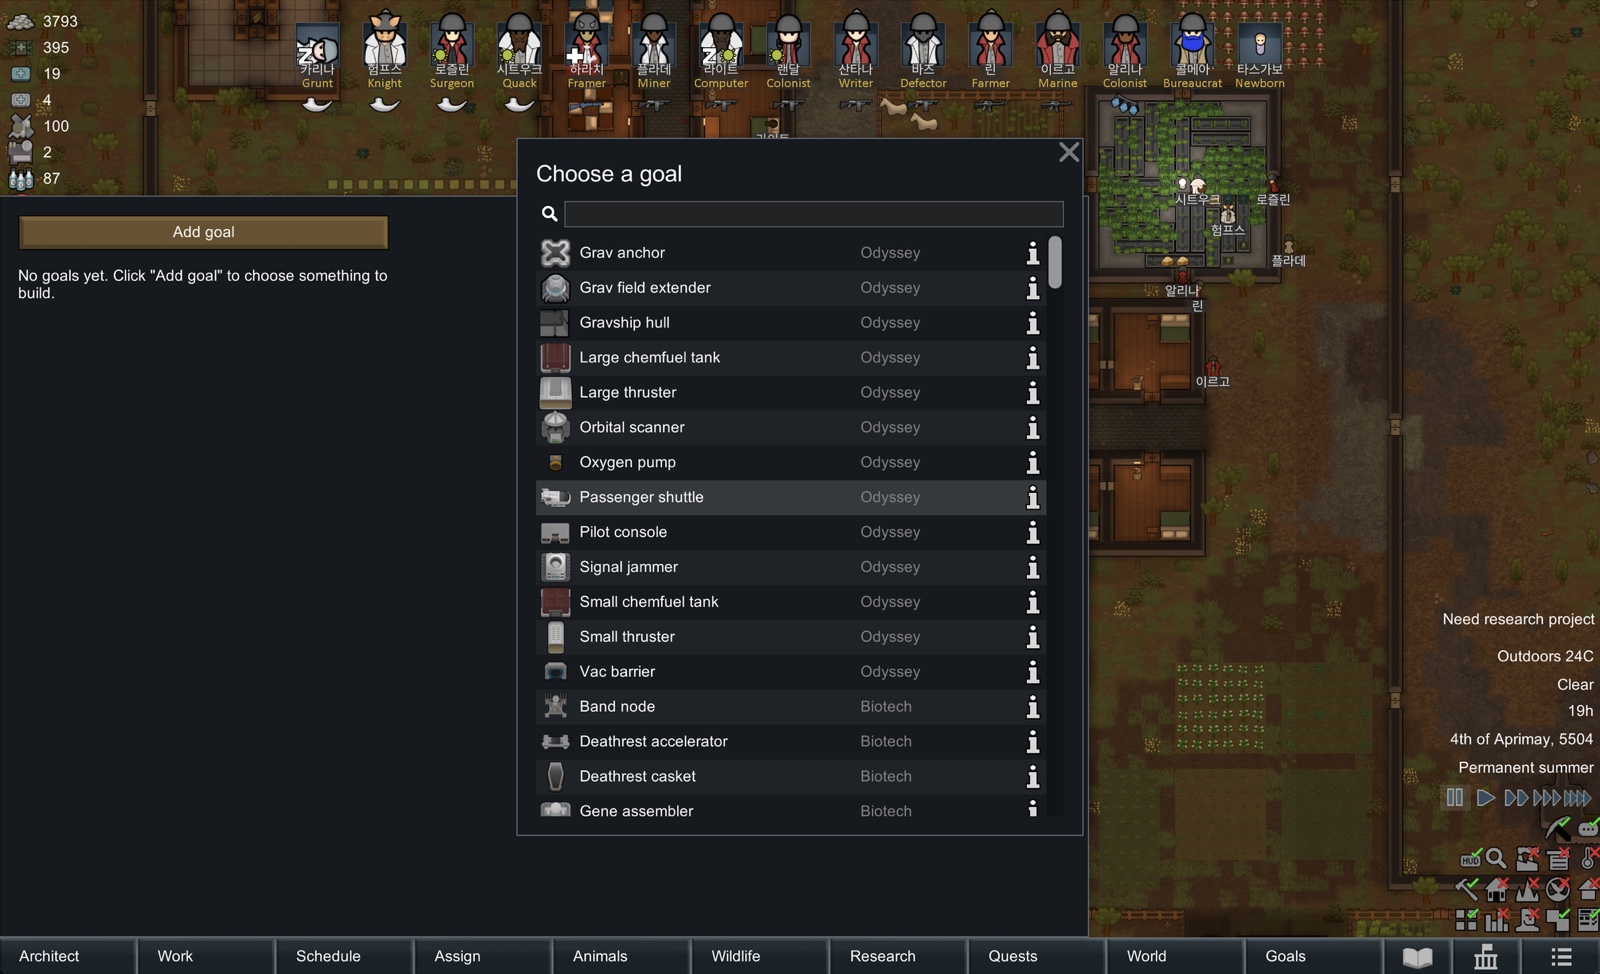 3793
395
19
4
100
2
87
카리나
Grunt
험프스
Knight
로즐린
Surgeon
시트우크
Quack
하라치
Framer
플라데
Miner
라이트
Computer
랜달
Colonist
산타나
Writer
바즈
Defector
린
Farmer
이르고
Marine
알리나
Colonist
콜메아
Bureaucrat
타스가보
Newborn
Choose a goal
Add goal
No goals yet. Click "Add goal" to choose something to
build.
Grav anchor Odyssey
Grav field extender Odyssey
Gravship hull Odyssey
Large chemfuel tank Odyssey
Large thruster Odyssey
Orbital scanner Odyssey
Oxygen pump Odyssey
Passenger shuttle Odyssey
Pilot console Odyssey
Signal jammer Odyssey
Small chemfuel tank Odyssey
Small thruster Odyssey
Vac barrier Odyssey
Band node Biotech
Deathrest accelerator Biotech
Deathrest casket Biotech
Gene assembler Biotech
시트우크
로즐린
험프스
플라데
알리나
린
이르고
Need research project
Outdoors 24C
Clear
19h
4th of Aprimay, 5504
Permanent summer
HUD
Architect
Work
Schedule
Assign
Animals
Wildlife
Research
Quests
World
Goals